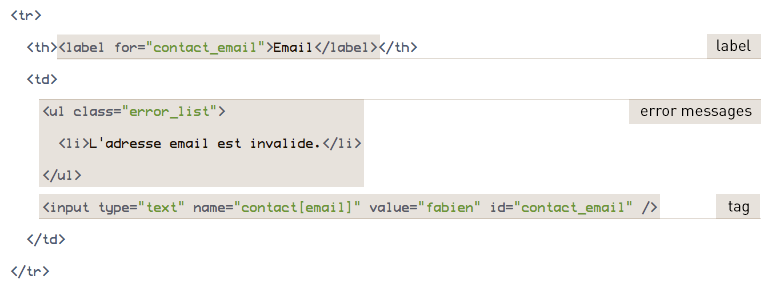 <tr>
<th><label for="contact_email">Email</label></th> label
<td>
<ul class="error_list"> error messages
<li>L'adresse email est invalide.</li>
</ul>
<input type="text" name="contact[email]" value="fabien" id="contact_email" /> tag
</td>
</tr>